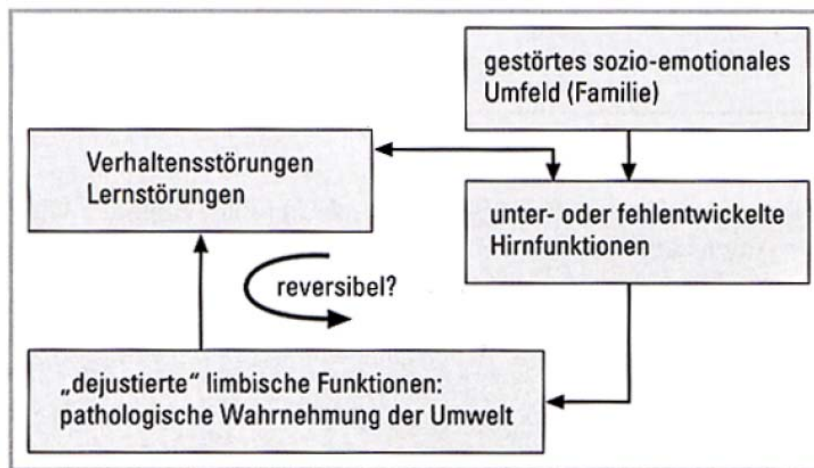 gestörtes sozio-emotionales
Umfeld (Familie)
Verhaltensstörungen
Lernstörungen
unter- oder fehlentwickelte
Hirnfunktionen
reversibel?
„dejustierte“ limbische Funktionen:
pathologische Wahrnehmung der Umwelt